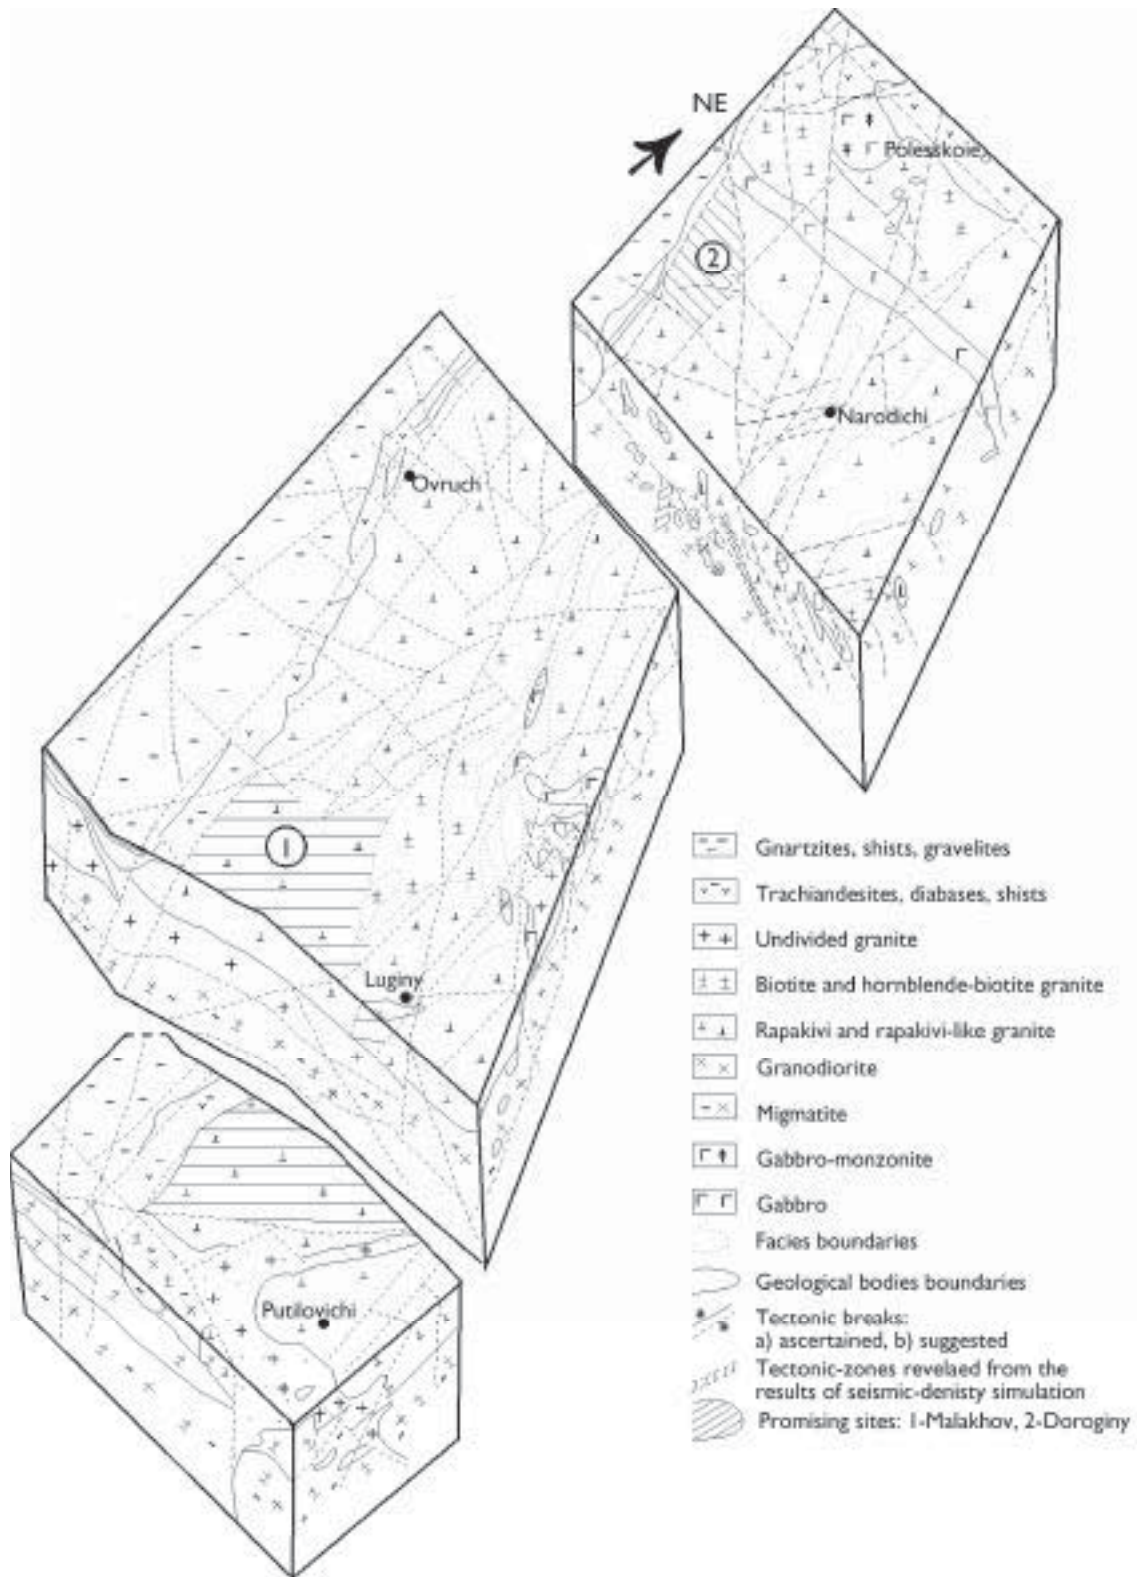 NE
Polesskoie
2
Narodichi
Ovruch
1
Luginy
Putilovichi
Gnartzites, shists, gravelites
Trachiandesites, diabases, shists
Undivided granite
Biotite and hornblende-biotite granite
Rapakivi and rapakivi-like granite
Granodiorite
Migmatite
Gabbro-monzonite
Gabbro
Facies boundaries
Geological bodies boundaries
Tectonic breaks:
a) ascertained, b) suggested
Tectonic-zones revelaed from the
results of seismic-denisty simulation
Promising sites: 1-Malakhov, 2-Doroginy